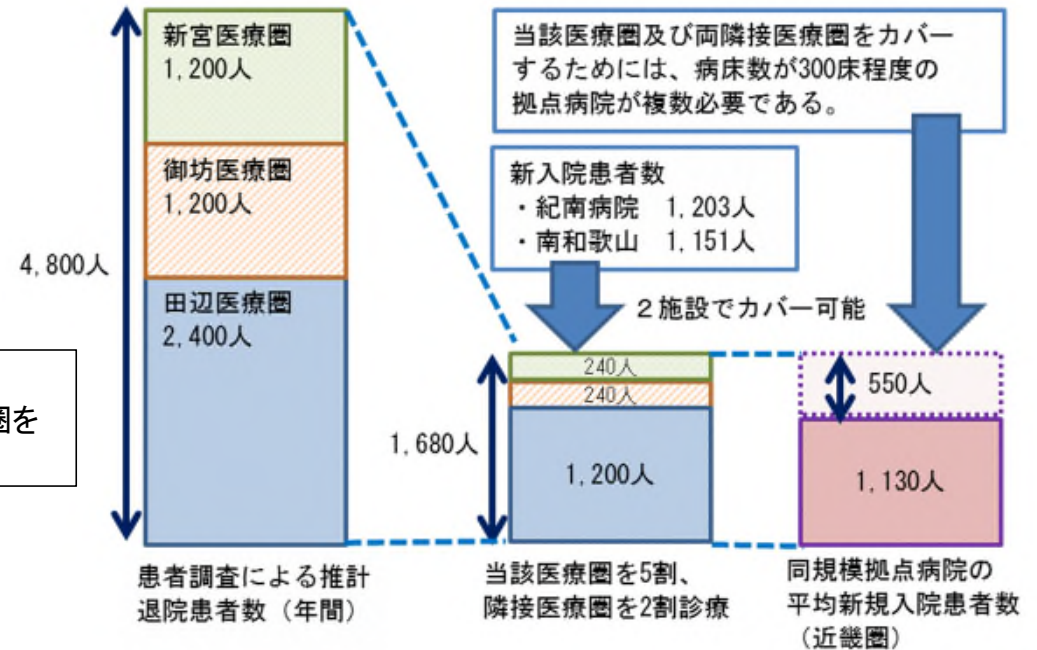 新宮医療圏
1,200人
御坊医療圏
1,200人
田辺医療圏
2,400人
4,800人
圏を
患者調査による推計
退院患者数（年間）
当該医療圏及び両隣接医療圏をカバー
するためには、病床数が300床程度の
拠点病院が複数必要である。
新入院患者数
・紀南病院　1,203人
・南和歌山　1,151人
２施設でカバー可能
240人
240人
1,200人
1,680人
当該医療圏を5割、
隣接医療圏を2割診療
550人
1,130人
同規模拠点病院の
平均新規入院患者数
（近畿圏）